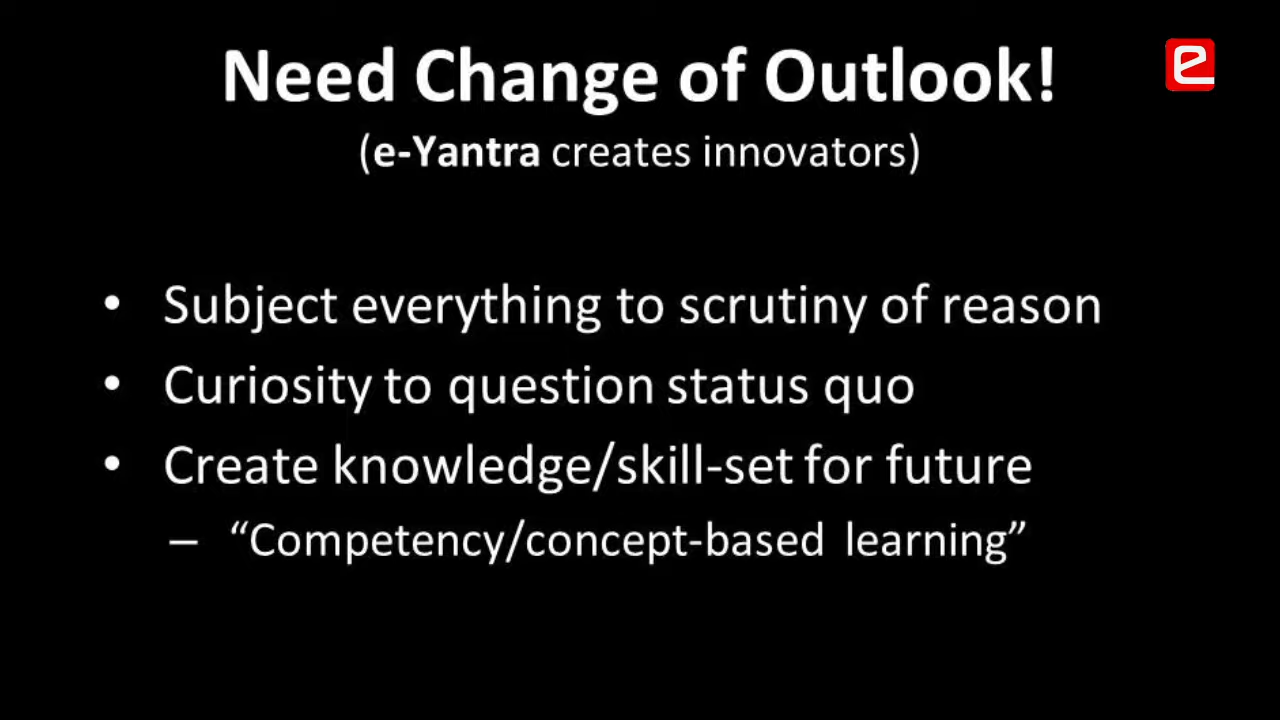 Need Change of Outlook!
(e-Yantra creates innovators)
• Subject everything to scrutiny of reason
• Curiosity to question status quo
• Create knowledge/skill-set for future
– “Competency/concept-based learning”
e